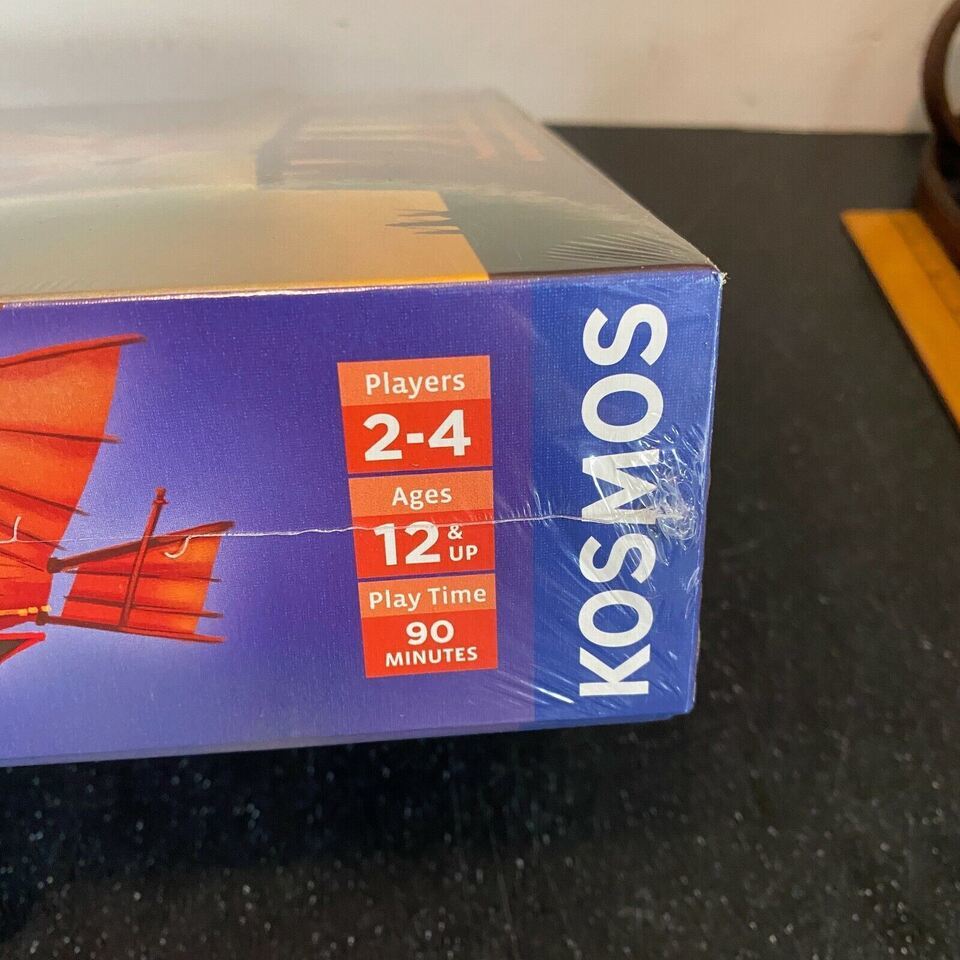 Players
2-4
Ages
12 & UP
Play Time
90
MINUTES
KOSMOS